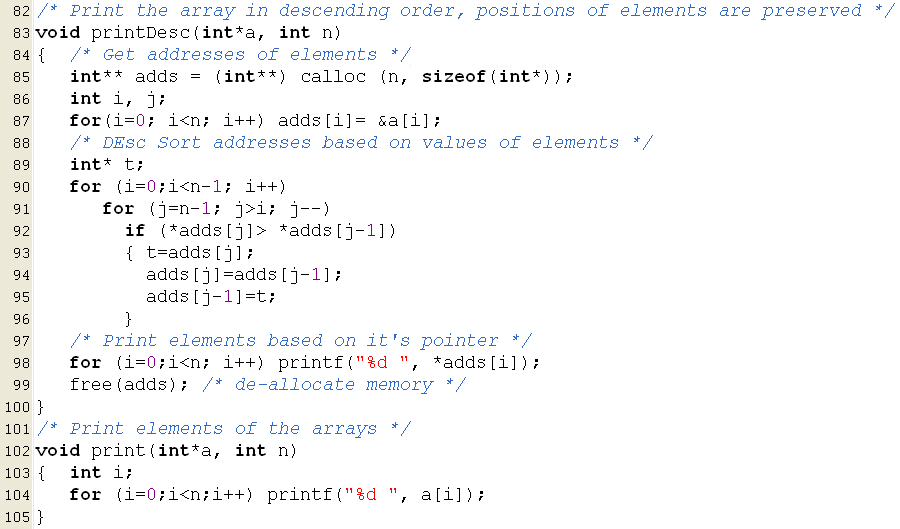 82 /* Print the array in descending order, positions of elements are preserved */
83 void printDesc(int*a, int n)
84 {  /* Get addresses of elements */
85    int** adds = (int**) calloc (n, sizeof(int*));
86    int i, j;
87    for(i=0; i<n; i++) adds[i]= &a[i];
88    /* DEsc Sort addresses based on values of elements */
89    int* t;
90    for (i=0;i<n-1; i++)
91       for (j=n-1; j>i; j--)
92         if (*adds[j]> *adds[j-1])
93         { t=adds[j];
94           adds[j]=adds[j-1];
95           adds[j-1]=t;
96         }
97    /* Print elements based on it's pointer */
98    for (i=0;i<n; i++) printf("%d ", *adds[i]);
99    free(adds); /* de-allocate memory */
100 }
101 /* Print elements of the arrays */
102 void print(int*a, int n)
103 {  int i;
104    for (i=0;i<n;i++) printf("%d ", a[i]);
105 }